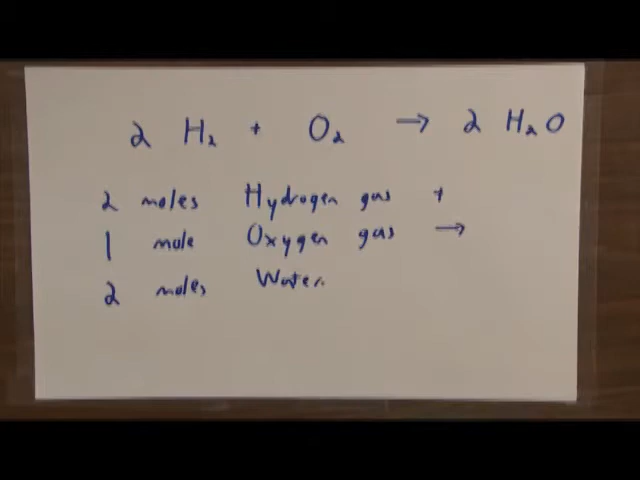 2 H₂ + O₂ → 2 H₂O
2 moles Hydrogen gas +
1 mole Oxygen gas →
2 moles Water.